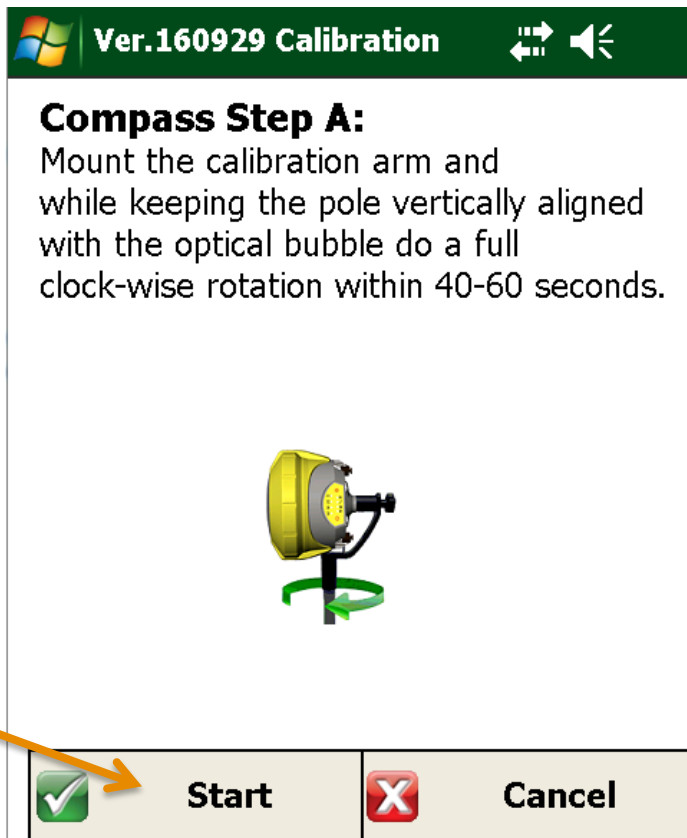 Ver.160929 Calibration
Compass Step A:
Mount the calibration arm and
while keeping the pole vertically aligned
with the optical bubble do a full
clock-wise rotation within 40-60 seconds.
Start
Cancel